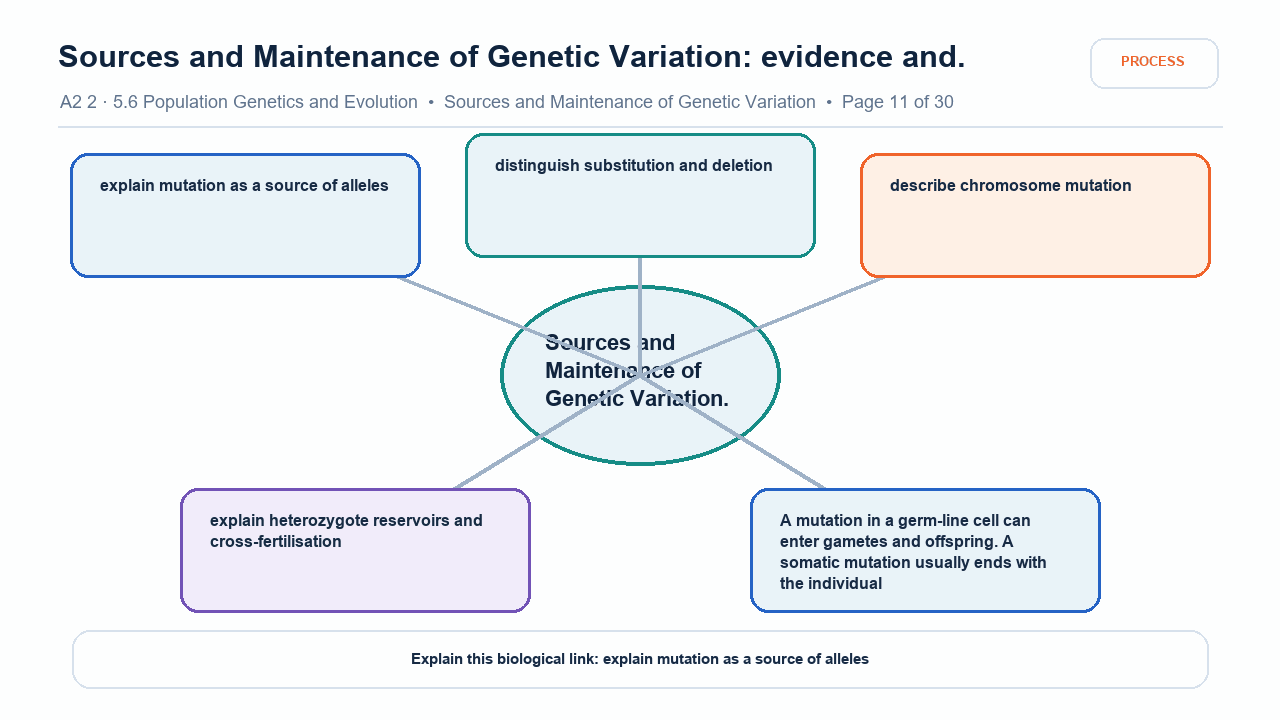 Sources and Maintenance of Genetic Variation: evidence and.
PROCESS
A2 2 · 5.6 Population Genetics and Evolution • Sources and Maintenance of Genetic Variation • Page 11 of 30
explain mutation as a source of alleles
distinguish substitution and deletion
describe chromosome mutation
Sources and
Maintenance of
Genetic Variation.
explain heterozygote reservoirs and
cross-fertilisation
A mutation in a germ-line cell can
enter gametes and offspring. A
somatic mutation usually ends with
the individual
Explain this biological link: explain mutation as a source of alleles